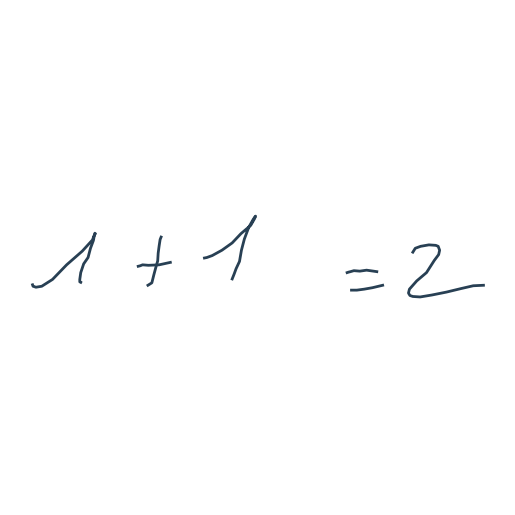 1 + 1 = 2